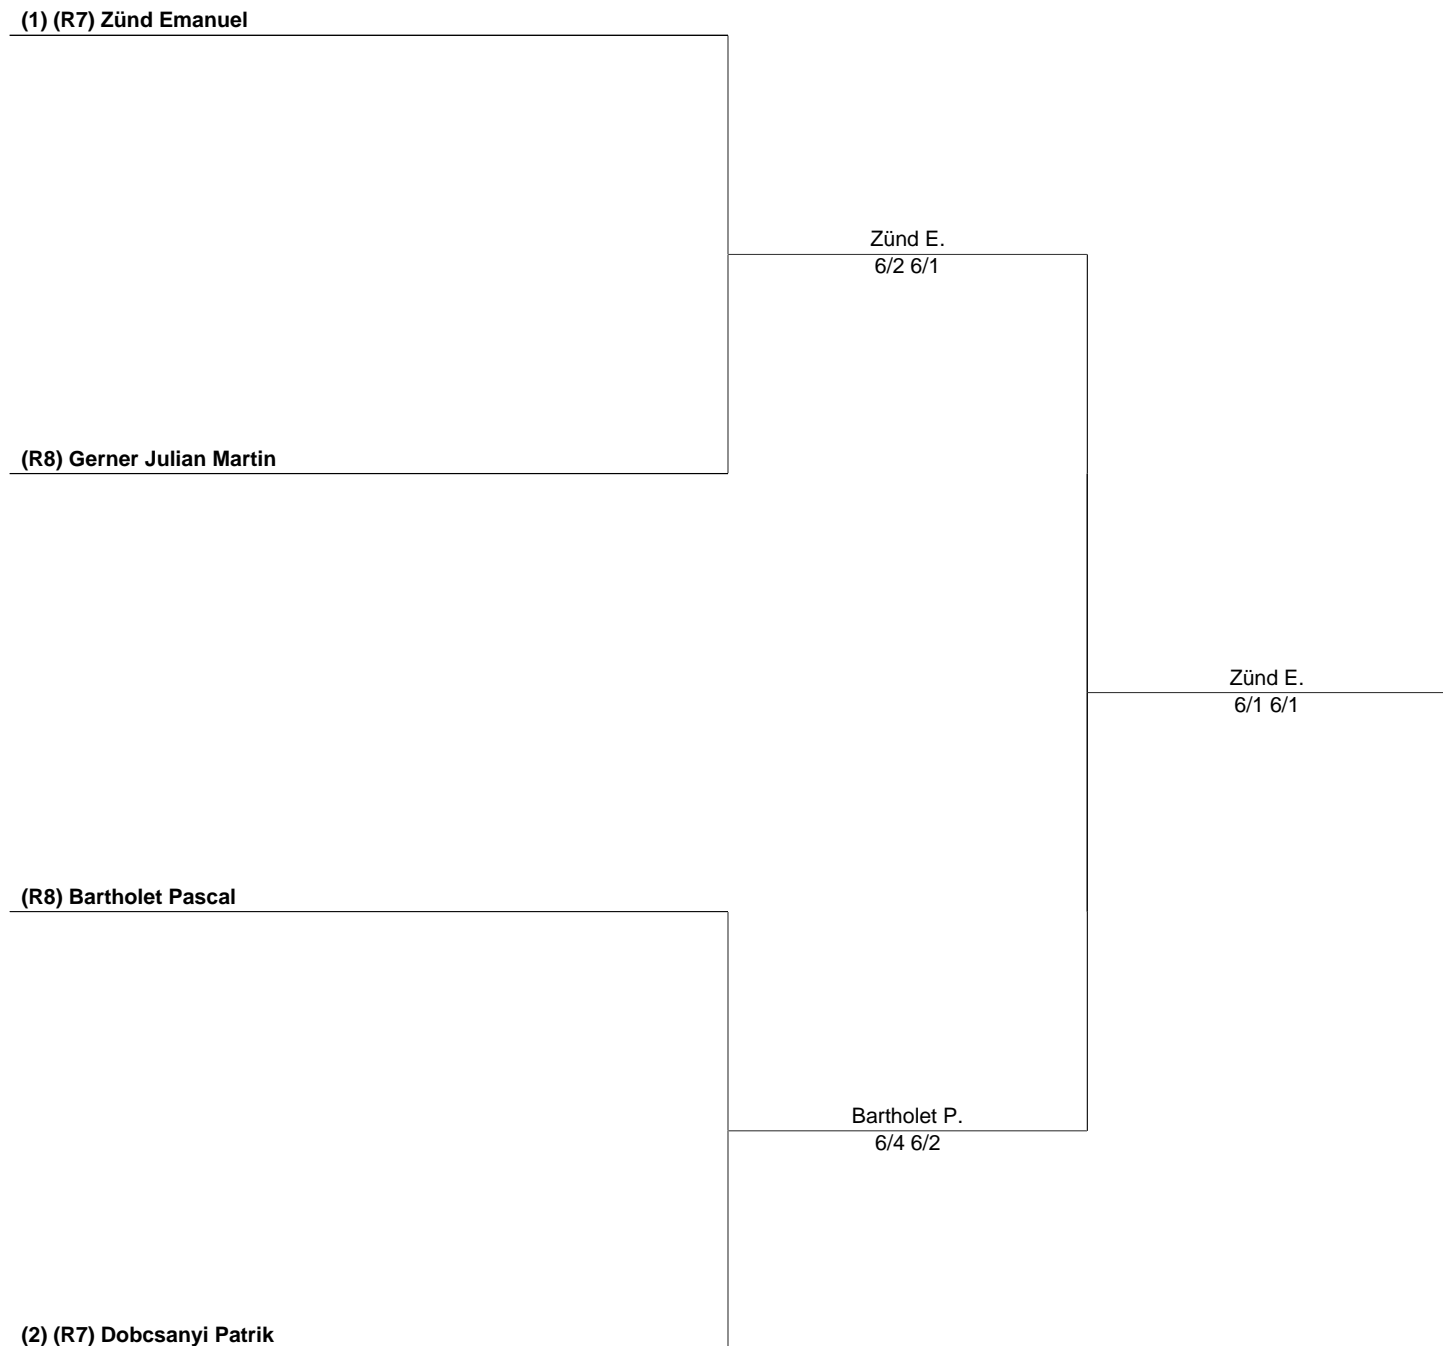 (1) (R7) Zünd Emanuel
Zünd E.
6/2 6/1
(R8) Gerner Julian Martin
Zünd E.
6/1 6/1
(R8) Bartholet Pascal
Bartholet P.
6/4 6/2
(2) (R7) Dobcsanyi Patrik